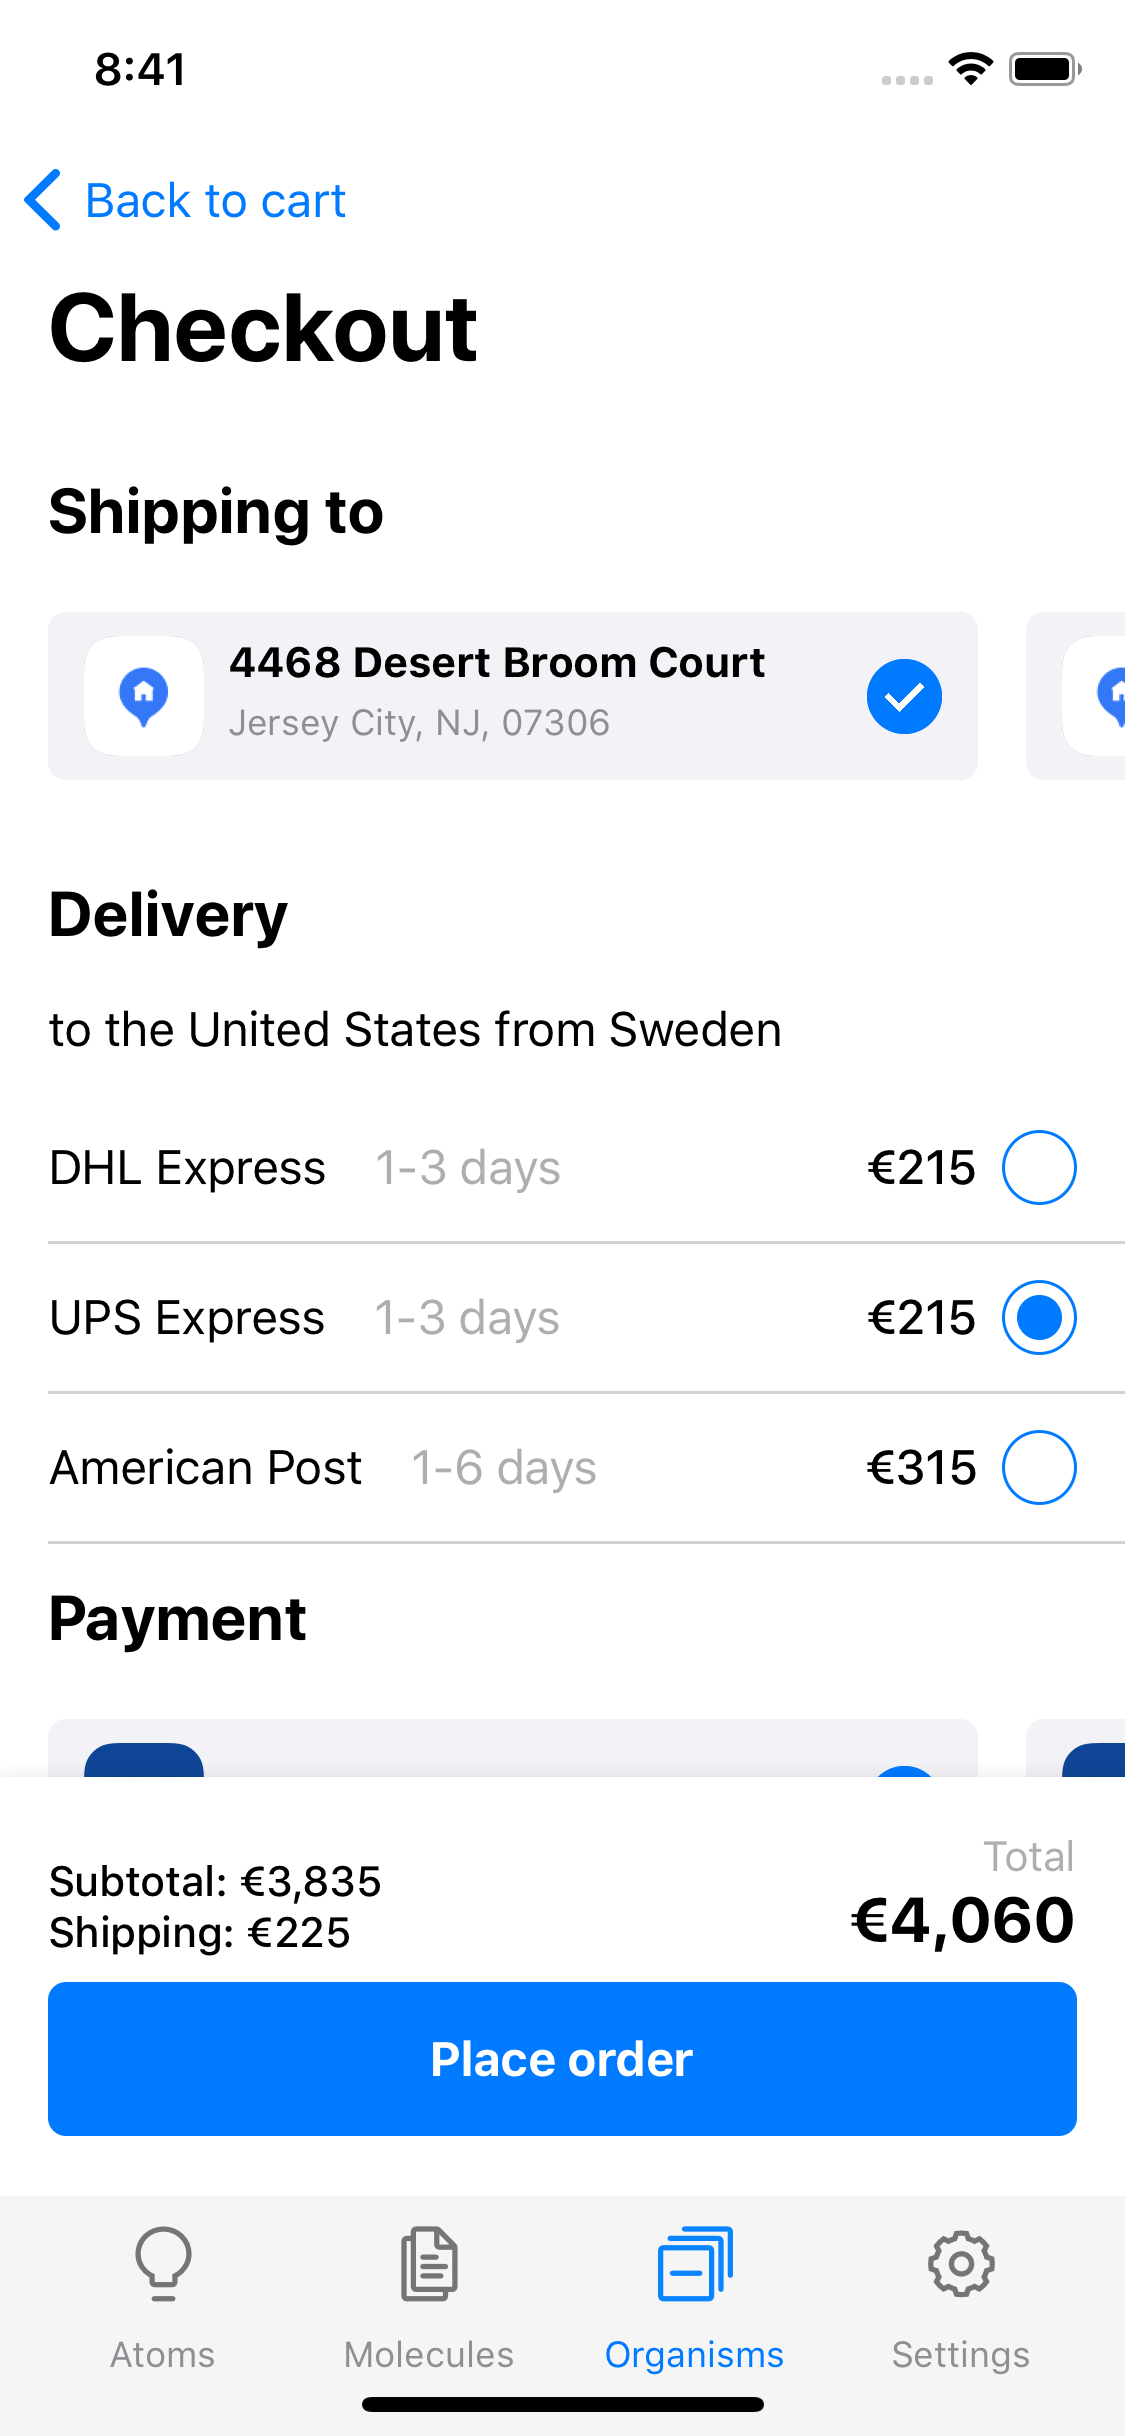 8:41
Back to cart
Checkout
Shipping to
4468 Desert Broom Court
Jersey City, NJ, 07306
Delivery
to the United States from Sweden
DHL Express 1-3 days €215
UPS Express 1-3 days €215
American Post 1-6 days €315
Payment
Total
Subtotal: €3,835
Shipping: €225
€4,060
Place order
Atoms Molecules Organisms Settings